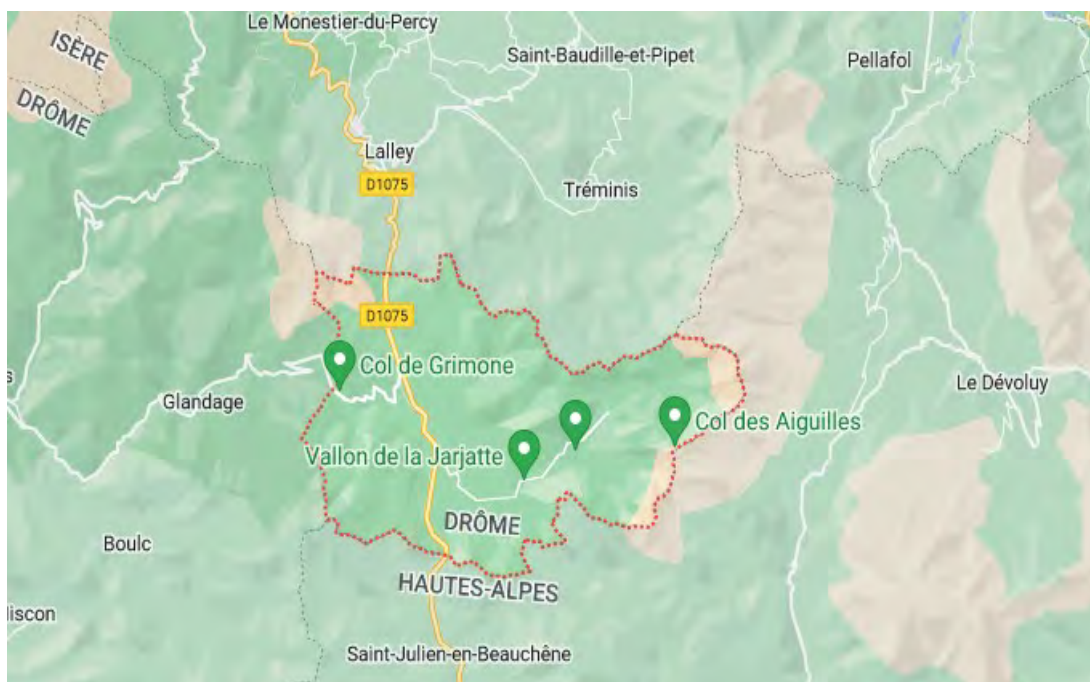 Le Monestier-du-Percy
ISÈRE
DRÔME
Saint-Baudille-et-Pipet
Pellafol
Lalley
D1075
Tréminis
D1075
Col de Grimone
Glandage
Le Dévoluy
Col des Aiguilles
Vallon de la Jarjatte
DRÔME
Boulc
HAUTES-ALPES
iscon
Saint-Julien-en-Beauchêne